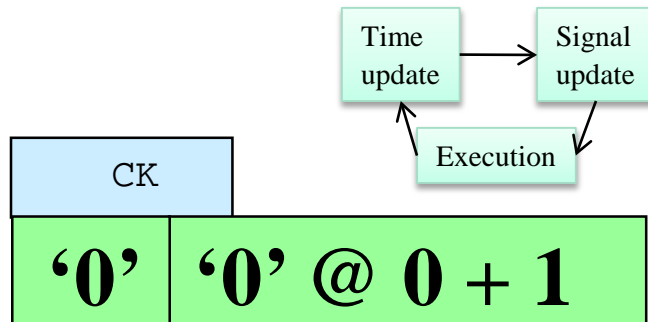 Time
update
Signal
update
Execution
CK
‘0’ ‘0’ @ 0 + 1